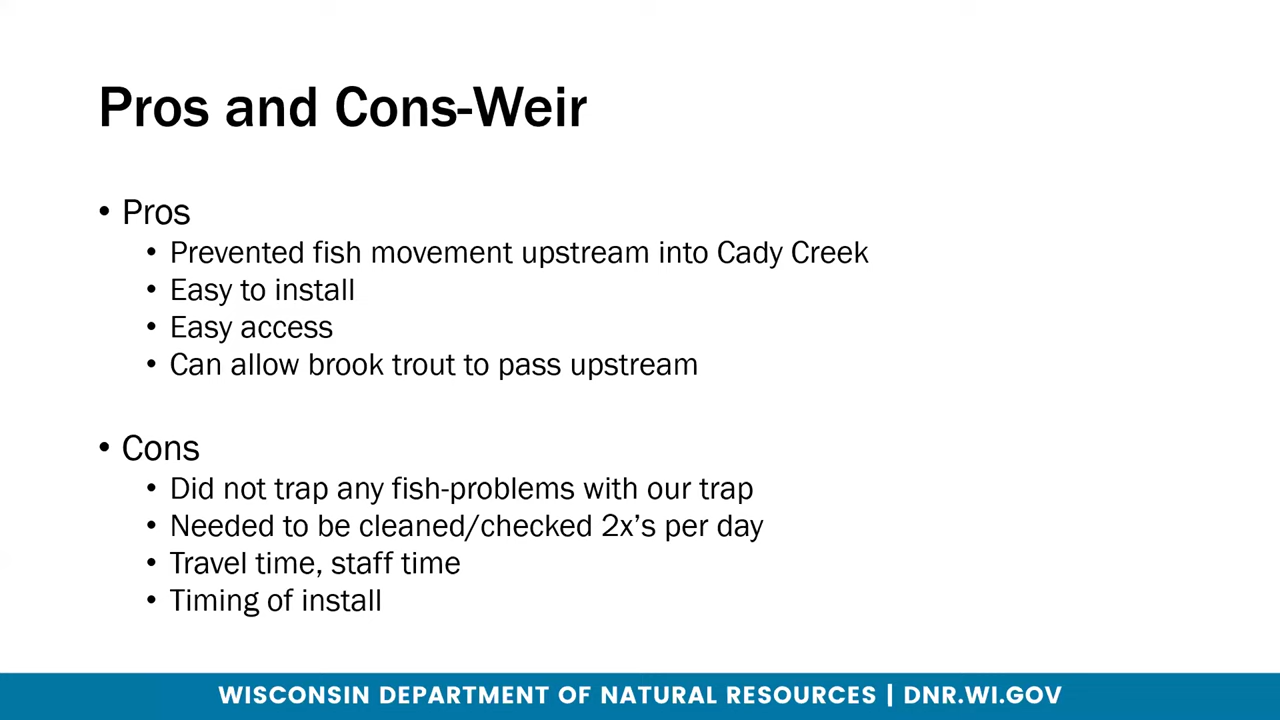 Pros and Cons-Weir
• Pros
• Prevented fish movement upstream into Cady Creek
• Easy to install
• Easy access
• Can allow brook trout to pass upstream
• Cons
• Did not trap any fish-problems with our trap
• Needed to be cleaned/checked 2x’s per day
• Travel time, staff time
• Timing of install
WISCONSIN DEPARTMENT OF NATURAL RESOURCES | DNR.WI.GOV